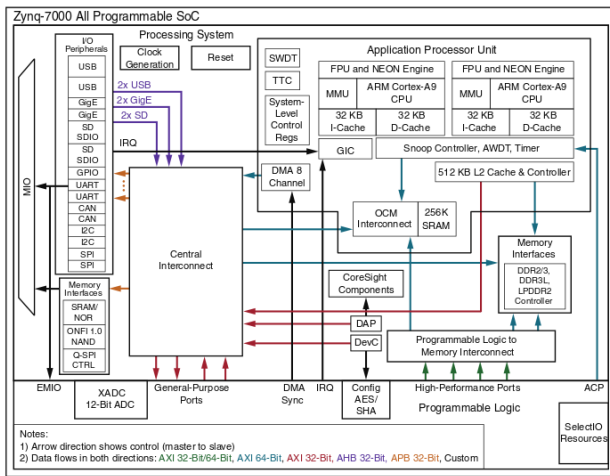 Zynq-7000 All Programmable SoC
I/O
Peripherals
Processing System
Clock
Generation
Reset
Application Processor Unit
SWDT
TTC
System-
Level
Control
Regs
FPU and NEON Engine
FPU and NEON Engine
MMU
ARM Cortex-A9
CPU
MMU
ARM Cortex-A9
CPU
32 KB
I-Cache
32 KB
D-Cache
32 KB
I-Cache
32 KB
D-Cache
GIC
Snoop Controller, AWDT, Timer
512 KB L2 Cache & Controller
USB
USB
GigE
GigE
SD
SDIO
SD
SDIO
GPIO
UART
UART
CAN
CAN
I2C
I2C
SPI
SPI
2x USB
2x GigE
2x SD
IRQ
MIO
DMA 8
Channel
OCM
Interconnect
256K
SRAM
Central
Interconnect
Memory
Interfaces
SRAM/
NOR
ONFI 1.0
NAND
Q-SPI
CTRL
CoreSight
Components
DAP
DevC
Memory
Interfaces
DDR2/3,
DDR3L,
LPDDR2
Controller
Programmable Logic to
Memory Interconnect
EMIO
XADC
12-Bit ADC
General-Purpose
Ports
DMA
Sync
IRQ
Config
AES/
SHA
High-Performance Ports
ACP
Programmable Logic
SelectIO
Resources
Notes:
1) Arrow direction shows control (master to slave)
2) Data flows in both directions: AXI 32-Bit/64-Bit, AXI 64-Bit, AXI 32-Bit, AHB 32-Bit, APB 32-Bit, Custom